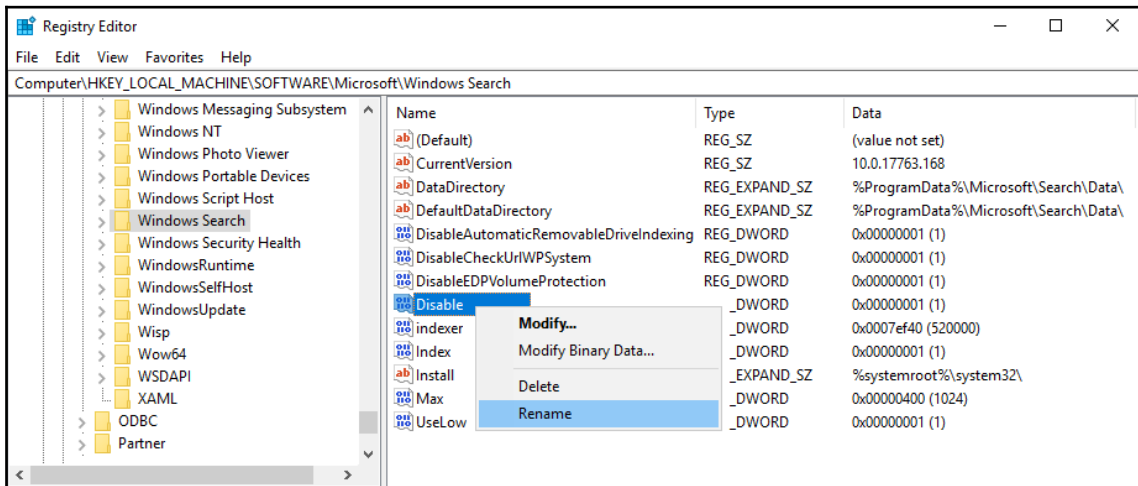 Registry Editor
File Edit View Favorites Help
Computer\HKEY_LOCAL_MACHINE\SOFTWARE\Microsoft\Windows Search
Windows Messaging Subsystem
Windows NT
Windows Photo Viewer
Windows Portable Devices
Windows Script Host
Windows Search
Windows Security Health
WindowsRuntime
WindowsSelfHost
WindowsUpdate
Wisp
Wow64
WSDAPI
XAML
ODBC
Partner
Name Type Data
(Default) REG_SZ (value not set)
CurrentVersion REG_SZ 10.0.17763.168
DataDirectory REG_EXPAND_SZ %ProgramData%\Microsoft\Search\Data\
DefaultDataDirectory REG_EXPAND_SZ %ProgramData%\Microsoft\Search\Data\
DisableAutomaticRemovableDriveIndexing REG_DWORD 0x00000001 (1)
DisableCheckUrlWPSystem REG_DWORD 0x00000001 (1)
DisableEDPVolumeProtection REG_DWORD 0x00000001 (1)
Disable _DWORD 0x00000001 (1)
indexer _DWORD 0x0007ef40 (520000)
Index _DWORD 0x00000001 (1)
Install _EXPAND_SZ %systemroot%\system32\
Max _DWORD 0x00000400 (1024)
UseLow _DWORD 0x00000001 (1)
Modify...
Modify Binary Data...
Delete
Rename